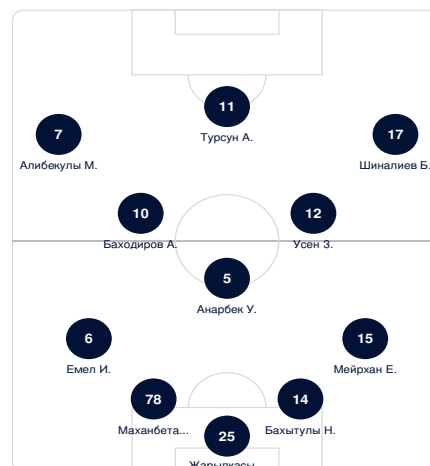 11
Турсун А.
7
Алибекулы М.
17
Шиналиев Б.
10
Баходиров А.
12
Усен З.
5
Анарбек У.
6
Емел И.
15
Мейрхан Е.
78
Маханбета...
14
Бахытулы Н.
25